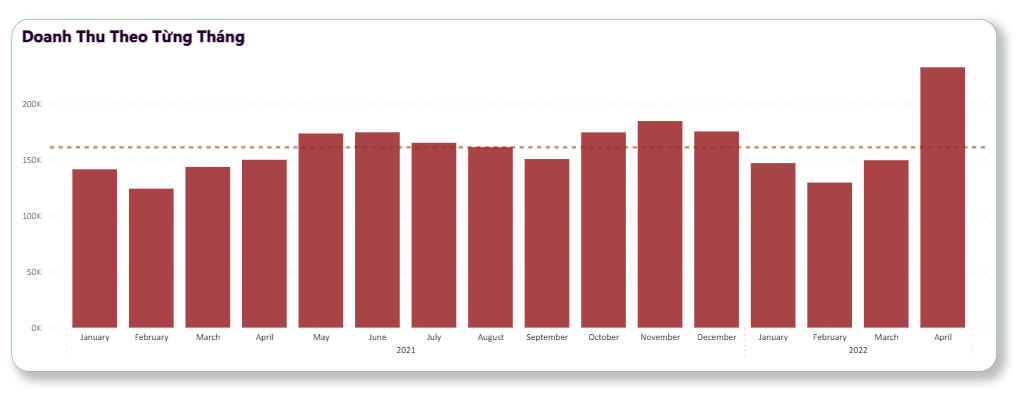 Doanh Thu Theo Từng Tháng
200K
150K
100K
50K
0K
January February March April May June July August September October November December January February March April
2021 2022